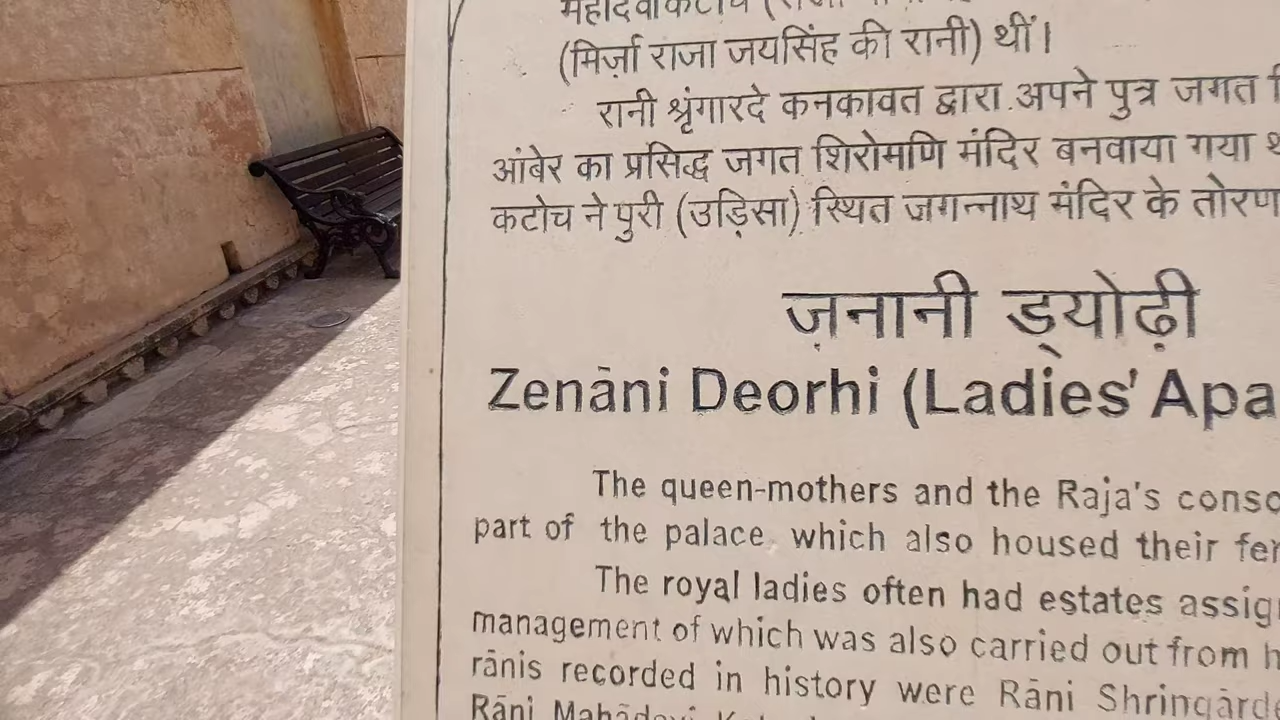 (मिर्ज़ा राजा जयसिंह की रानी) थीं।
रानी श्रृंगारदे कनकावत द्वारा अपने पुत्र जगत
आंबेर का प्रसिद्ध जगत शिरोमणि मंदिर बनवाया गया
कटोच ने पुरी (उड़िसा) स्थित जगन्नाथ मंदिर के तोरण
ज़नानी ड्योढ़ी
Zenāni Deorhi (Ladies' Apa
The queen-mothers and the Raja's conso
part of the palace which also housed their fer
The royal ladies often had estates assig
management of which was also carried out from h
rānis recorded in history were Rāni Shringārd
Rāni Mahādevi